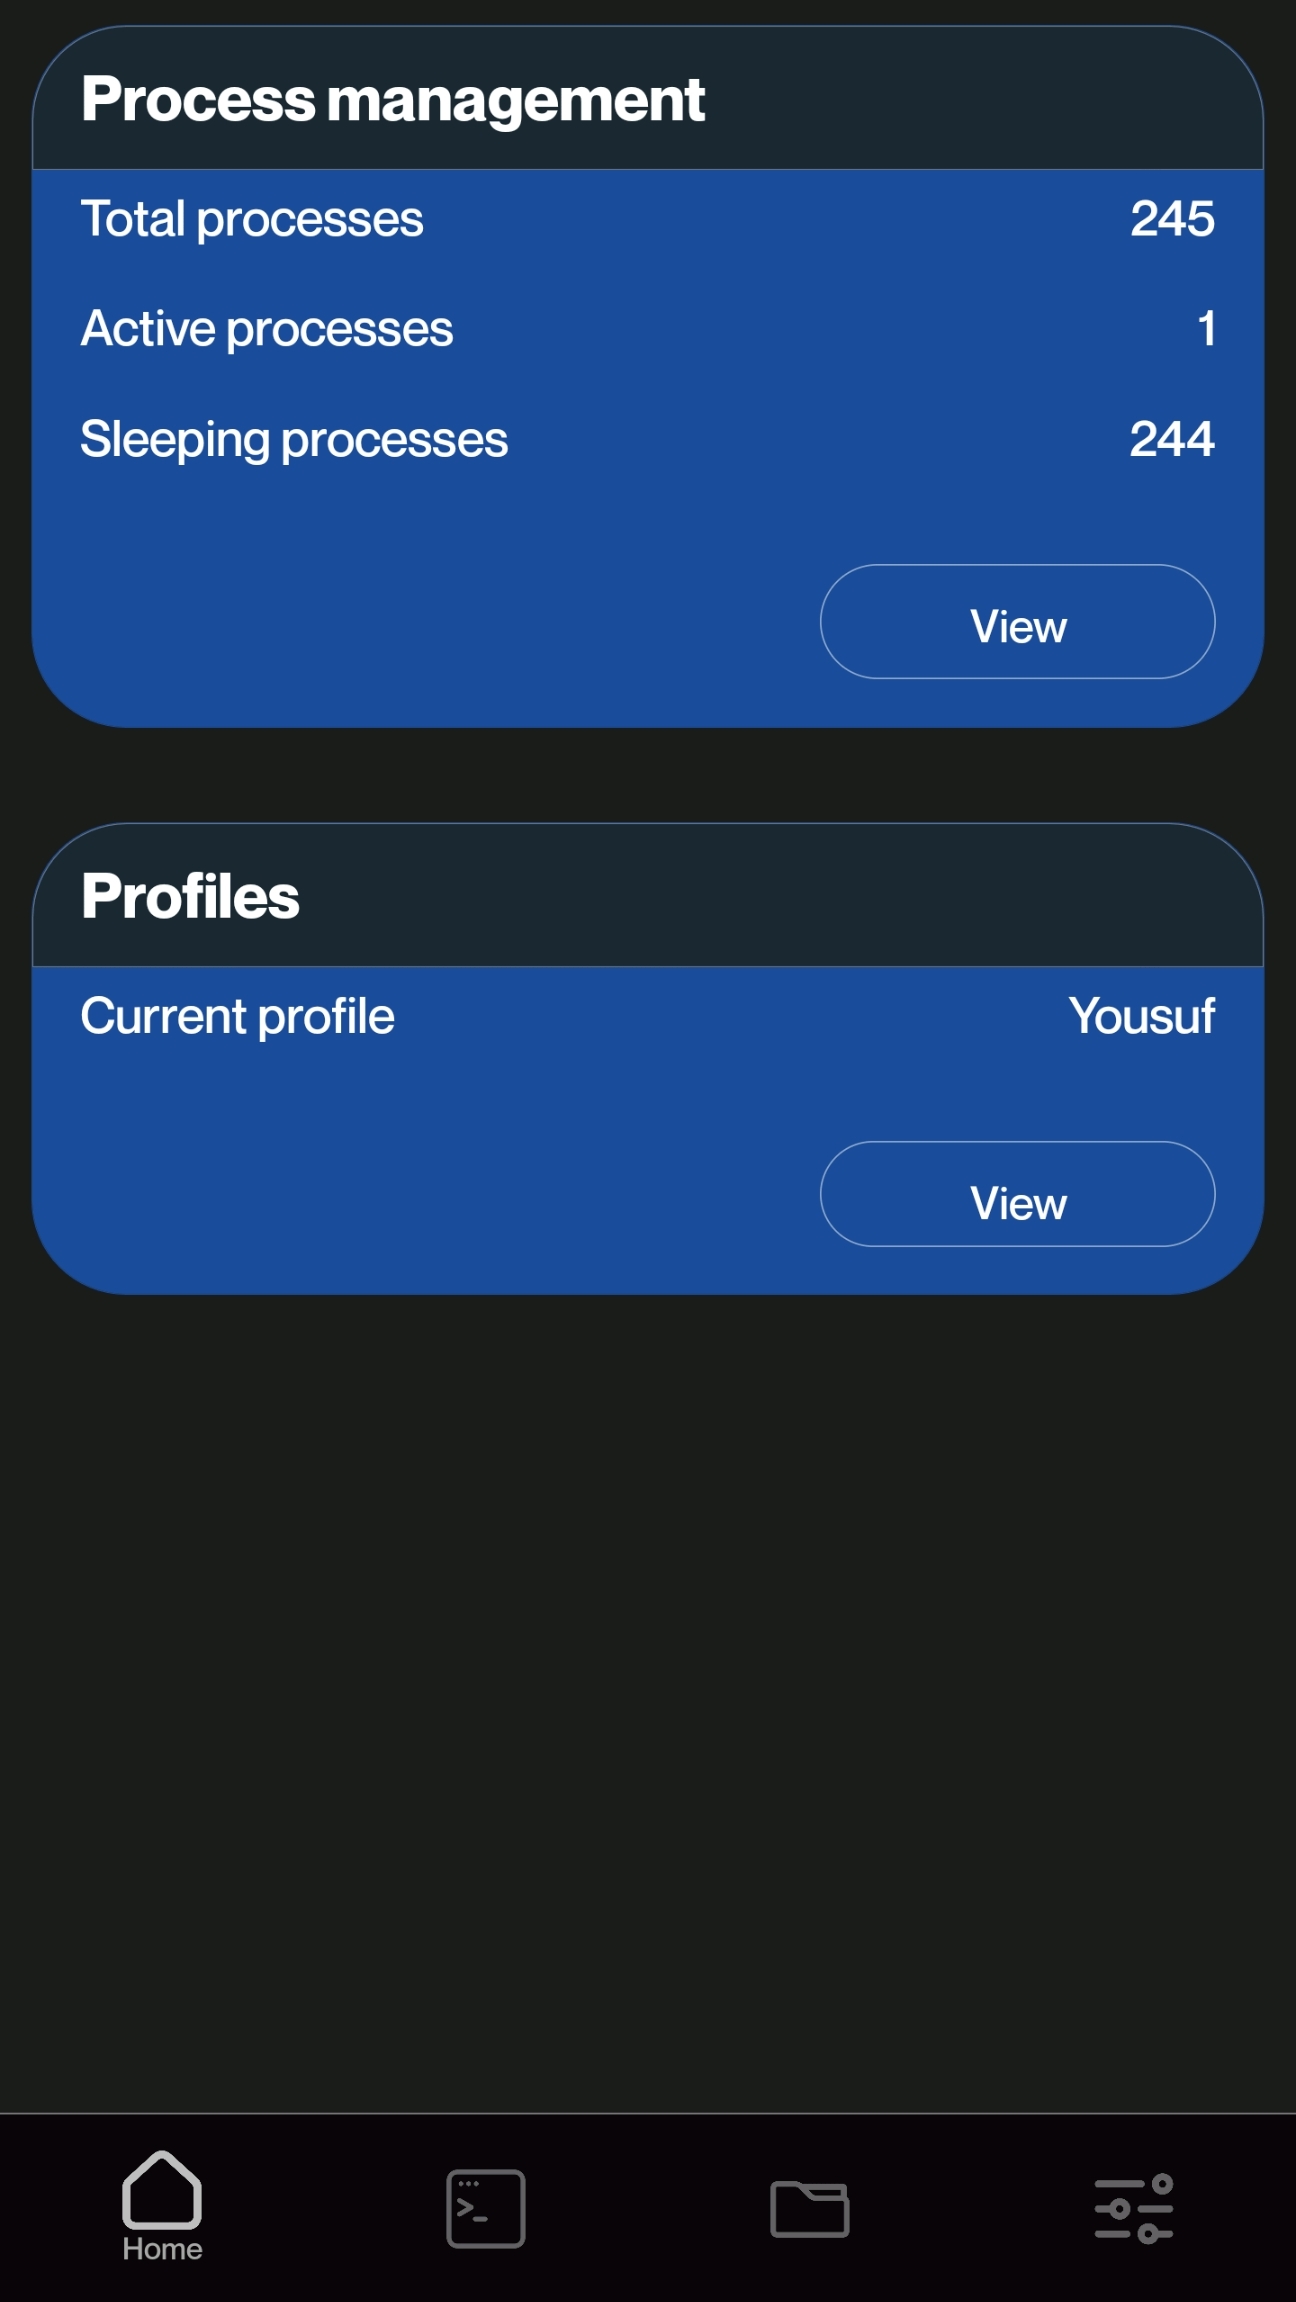 Process management
Total processes 245
Active processes 1
Sleeping processes 244
View
Profiles
Current profile Yousuf
View
Home